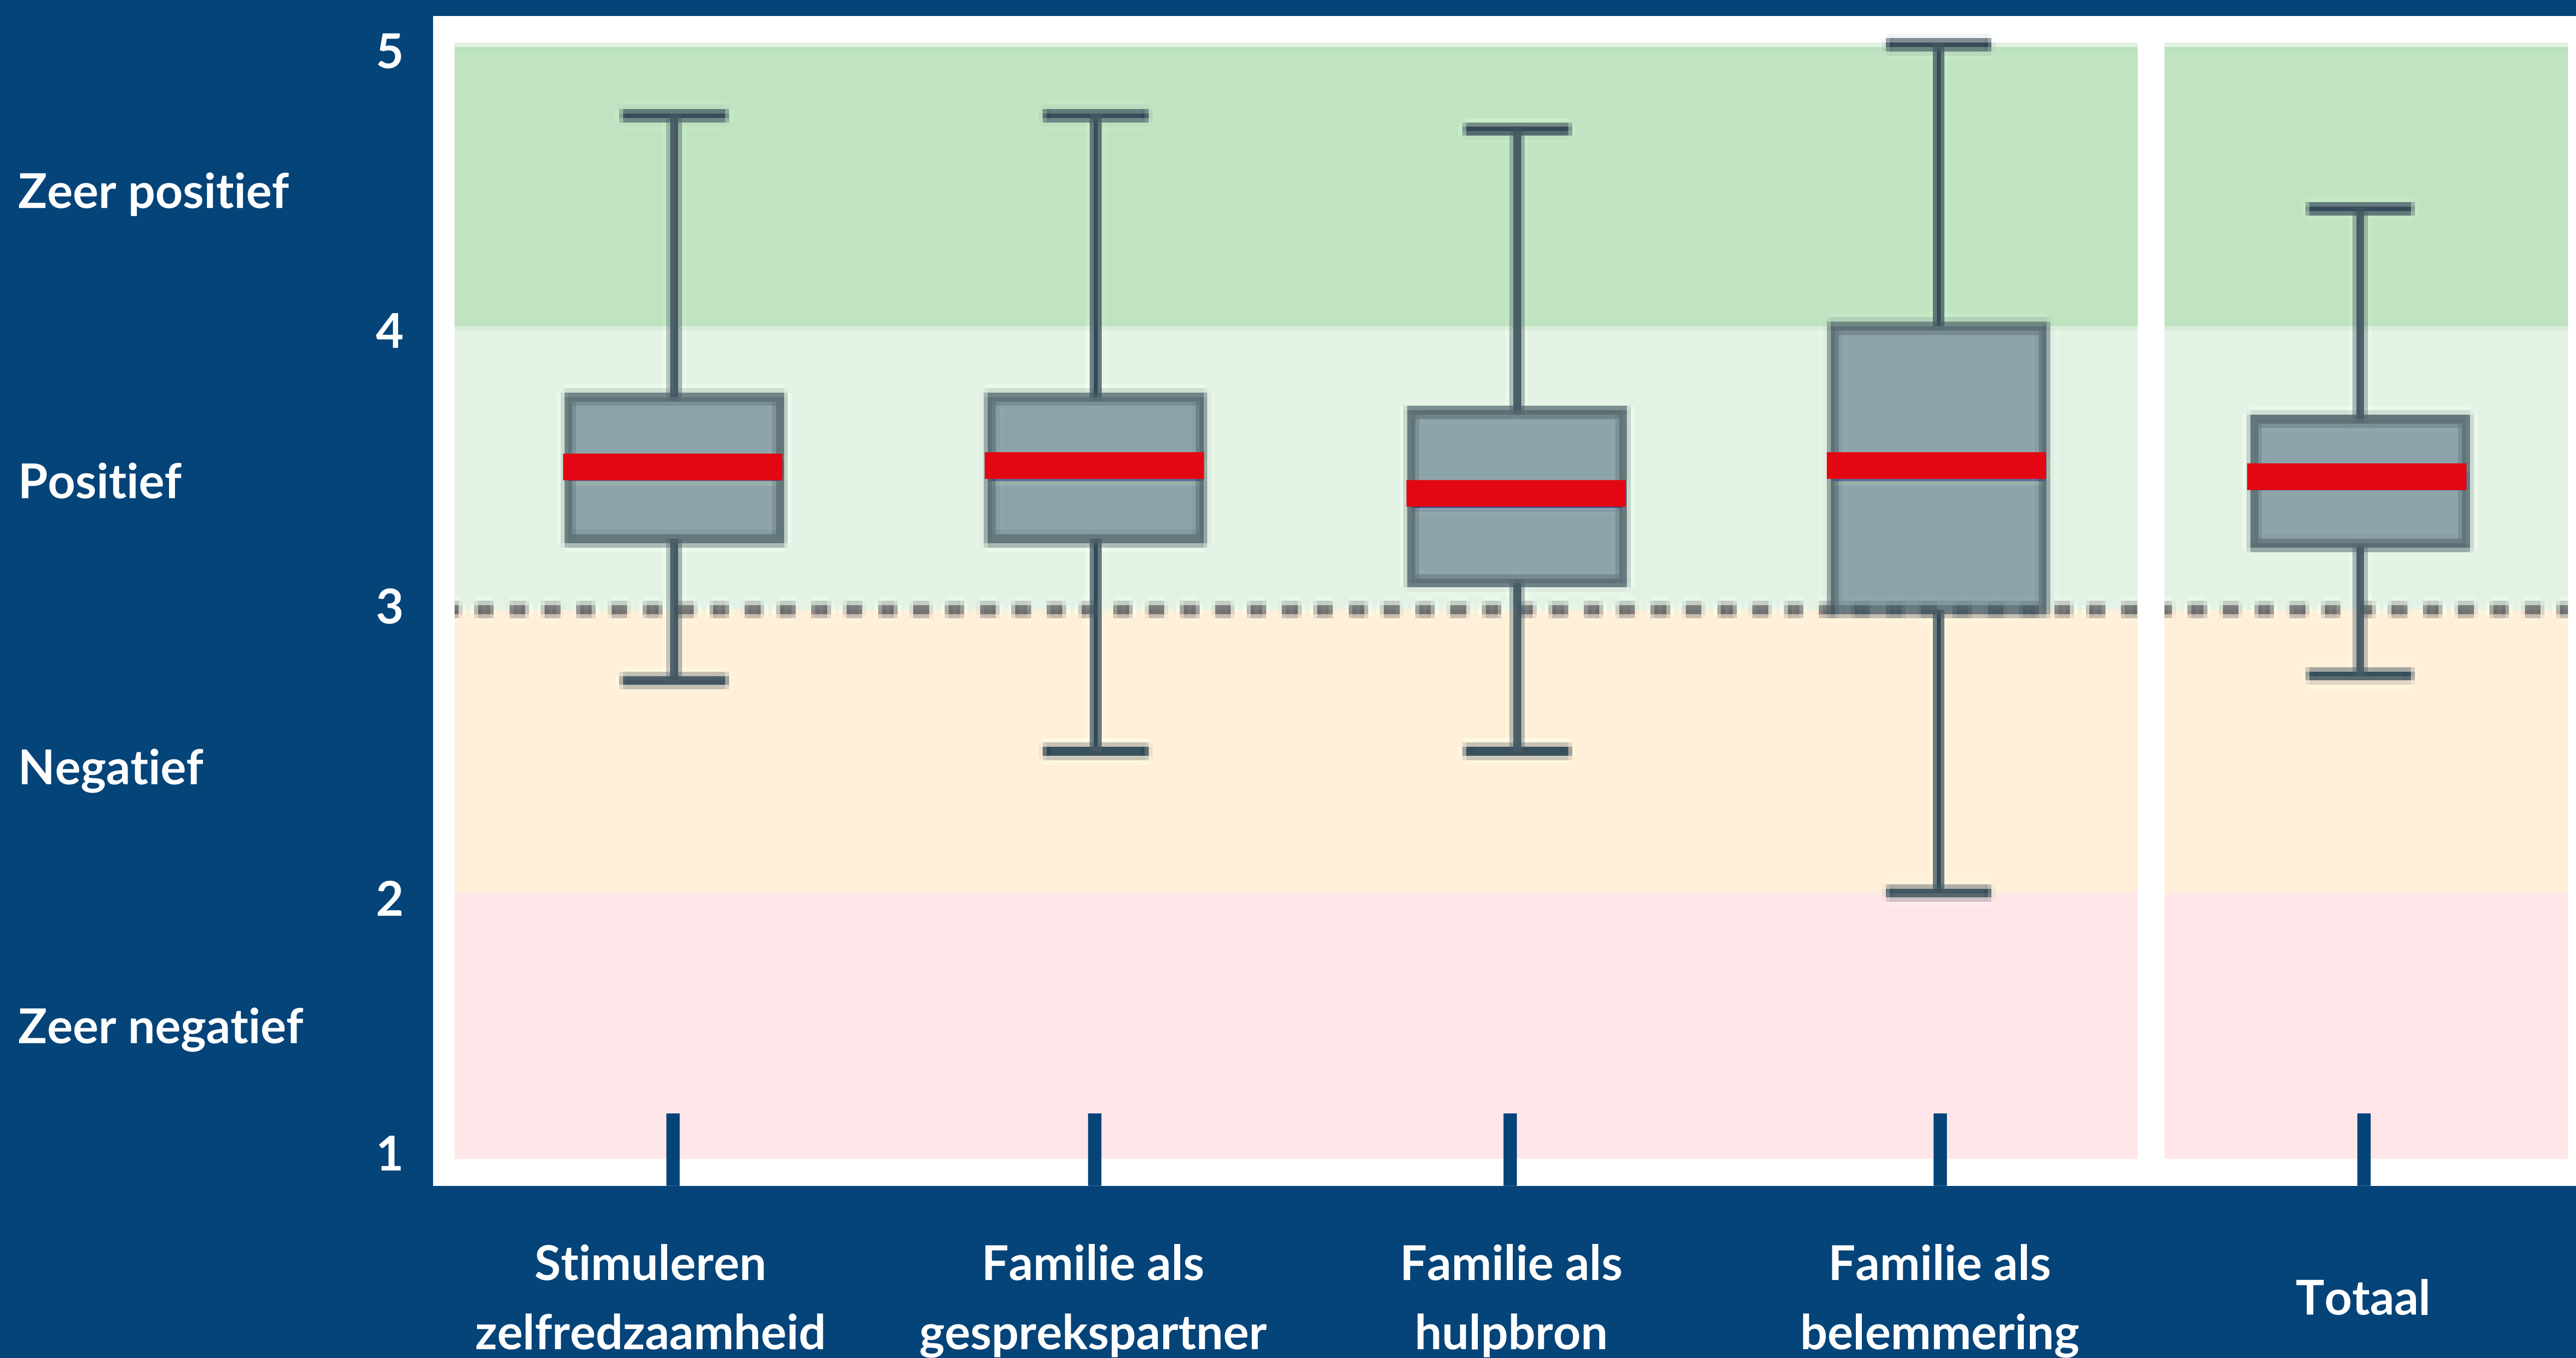 5
Zeer positief
4
Positief
3
Negatief
2
Zeer negatief
1
Stimuleren
zelfredzaamheid
Familie als
gesprekspartner
Familie als
hulpbron
Familie als
belemmering
Totaal